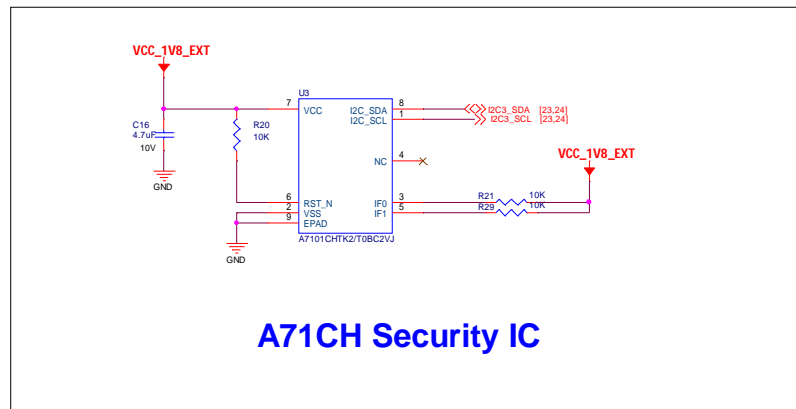 VCC_1V8_EXT
U3
7 VCC I2C_SDA 8 I2C3_SDA [23,24]
I2C_SCL 1 I2C3_SCL [23,24]
C16
4.7uF
10V
R20
10K
GND
NC 4
VCC_1V8_EXT
6 RST_N IF0 3 R21 10K
2 VSS IF1 5 R29 10K
9 EPAD
A7101CHTK2/T0BC2VJ
GND
A71CH Security IC